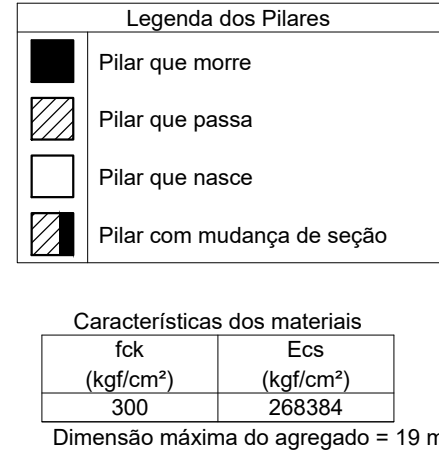 Legenda dos Pilares
Pilar que morre
Pilar que passa
Pilar que nasce
Pilar com mudança de seção
Características dos materiais
fck Ecs
(kgf/cm²) (kgf/cm²)
300 268384
Dimensão máxima do agregado = 19